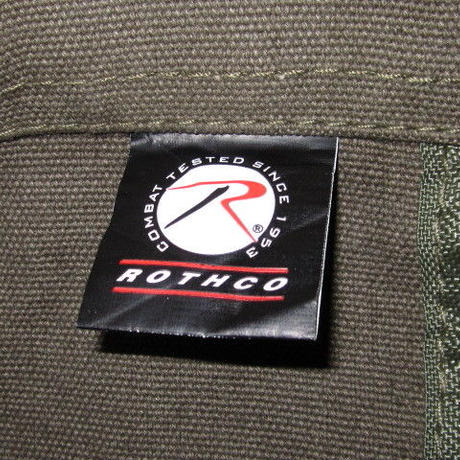 COMBAT TESTED SINCE 1953
R
®
ROTHCO